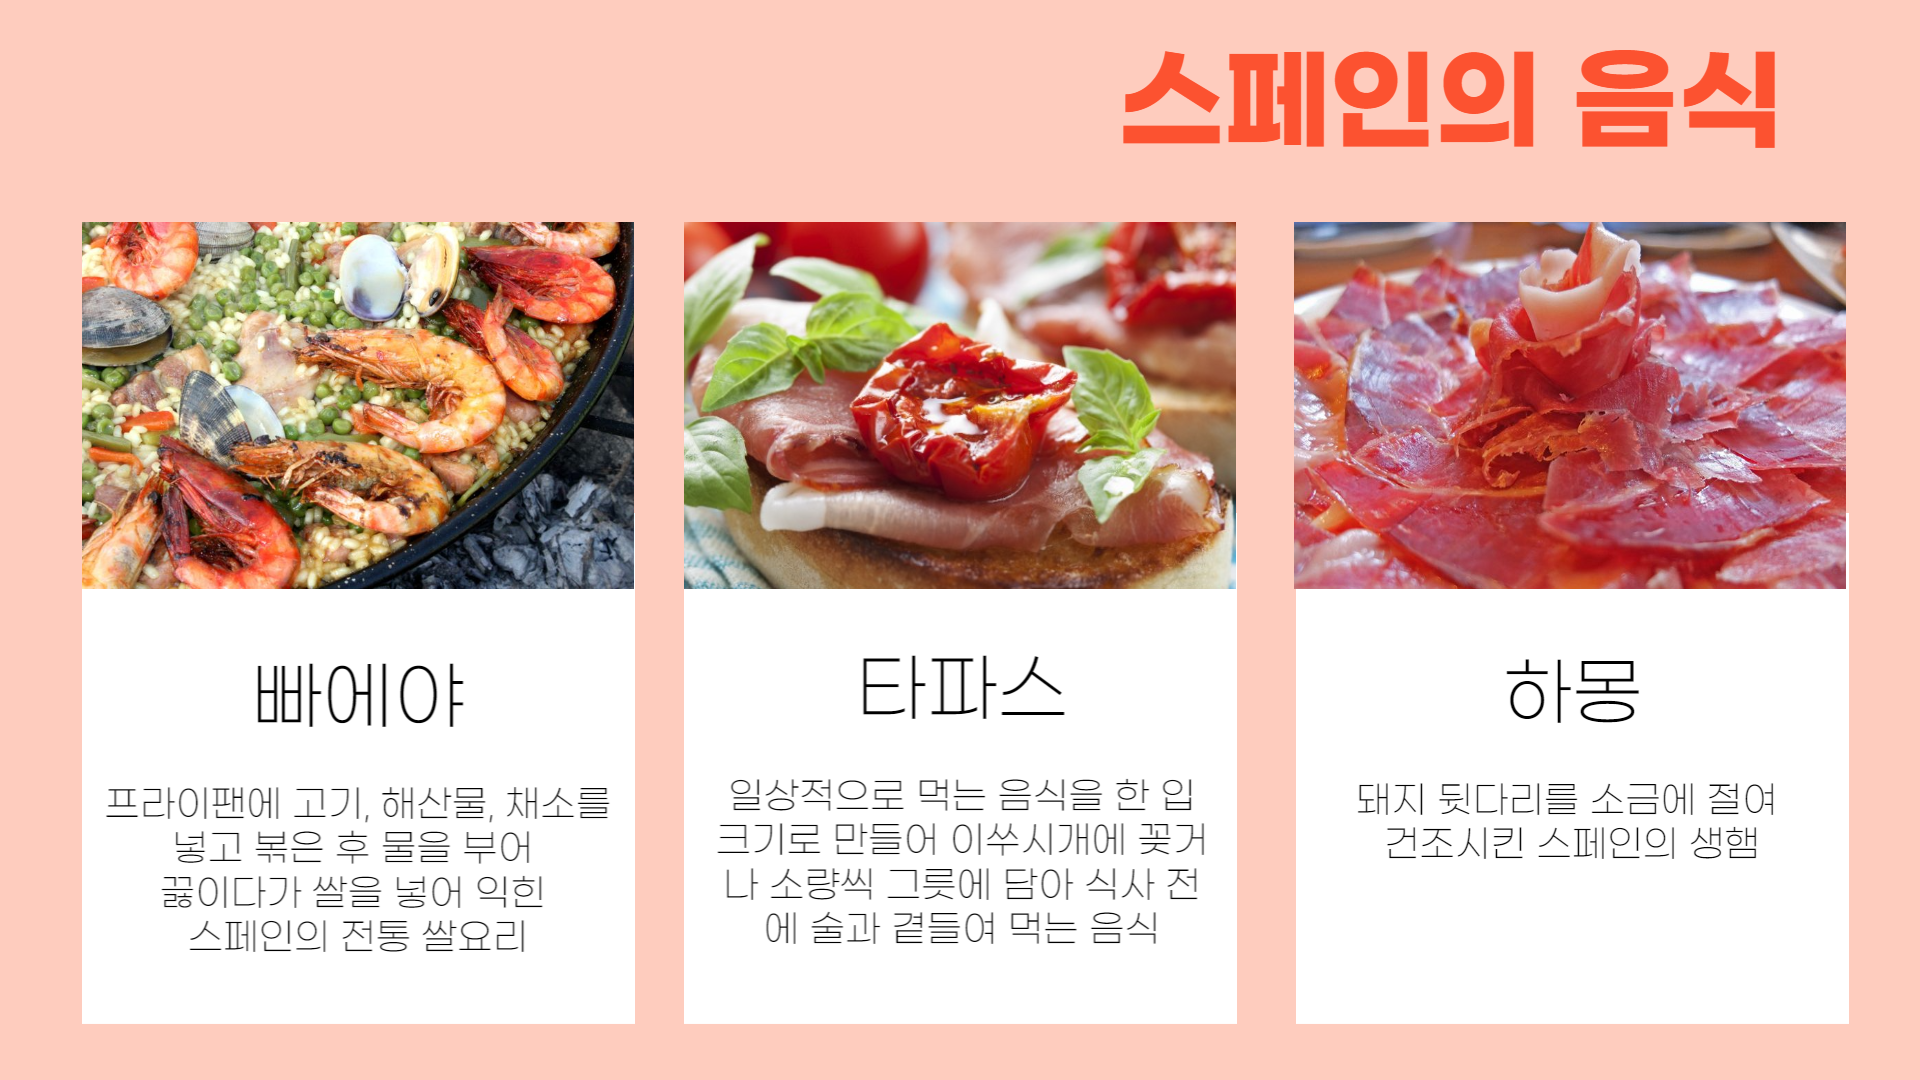 스페인의 음식
빠에야
프라이팬에 고기, 해산물, 채소를
넣고 볶은 후 물을 부어
끓이다가 쌀을 넣어 익힌
스페인의 전통 쌀요리
타파스
일상적으로 먹는 음식을 한 입
크기로 만들어 이쑤시개에 꽂거
나 소량씩 그릇에 담아 식사 전
에 술과 곁들여 먹는 음식
하몽
돼지 뒷다리를 소금에 절여
건조시킨 스페인의 생햄